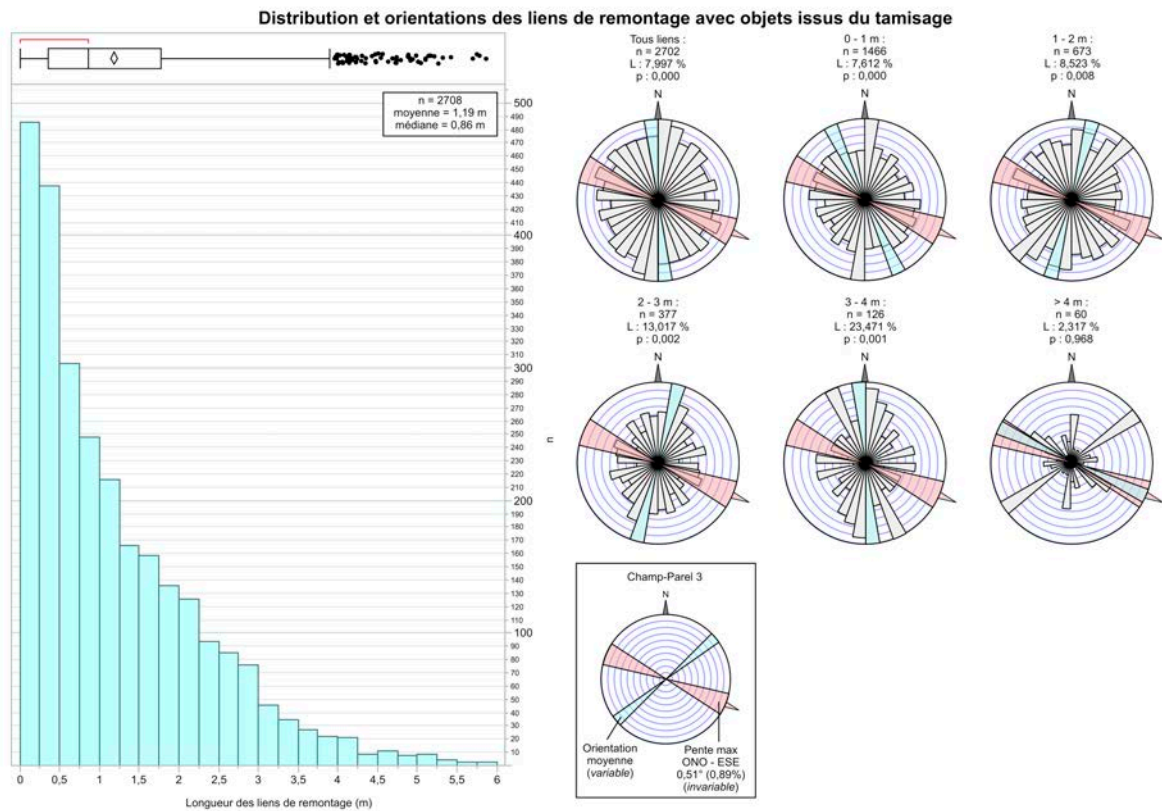 Distribution et orientations des liens de remontage avec objets issus du tamisage
n = 2708
moyenne = 1,19 m
médiane = 0,86 m
500
490
480
470
460
450
440
430
420
410
400
390
380
370
360
350
340
330
320
310
300
290
280
270
260
250
240
230
220
210
200
190
180
170
160
150
140
130
120
110
100
90
80
70
60
50
40
30
20
10
n
0 0,5 1 1,5 2 2,5 3 3,5 4 4,5 5 5,5 6
Longueur des liens de remontage (m)
Tous liens :
n = 2702
L : 7,997 %
p : 0,000
N
0 - 1 m :
n = 1466
L : 7,612 %
p : 0,000
N
1 - 2 m :
n = 673
L : 8,523 %
p : 0,008
N
2 - 3 m :
n = 377
L : 13,017 %
p : 0,002
N
3 - 4 m :
n = 126
L : 23,471 %
p : 0,001
N
> 4 m :
n = 60
L : 2,317 %
p : 0,968
N
Champ-Parel 3
N
Orientation
moyenne
(variable)
Pente max
ONO - ESE
0,51° (0,89%)
(invariable)